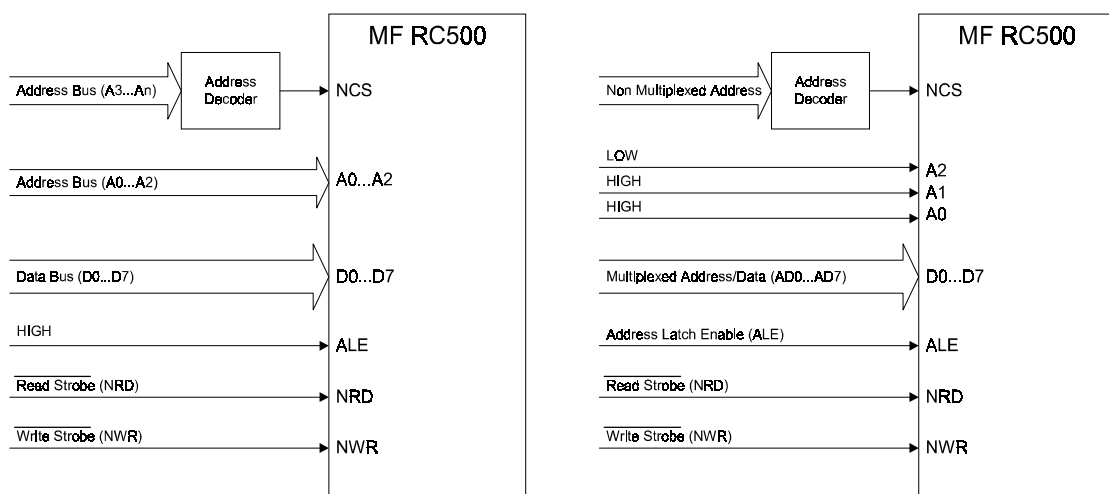 MF RC500
Address Bus (A3...An)
Address
Decoder
NCS
Address Bus (A0...A2)
A0...A2
Data Bus (D0...D7)
D0...D7
HIGH
ALE
Read Strobe (NRD)
NRD
Write Strobe (NWR)
NWR
MF RC500
Non Multiplexed Address
Address
Decoder
NCS
LOW
A2
HIGH
A1
HIGH
A0
Multiplexed Address/Data (AD0...AD7)
D0...D7
Address Latch Enable (ALE)
ALE
Read Strobe (NRD)
NRD
Write Strobe (NWR)
NWR